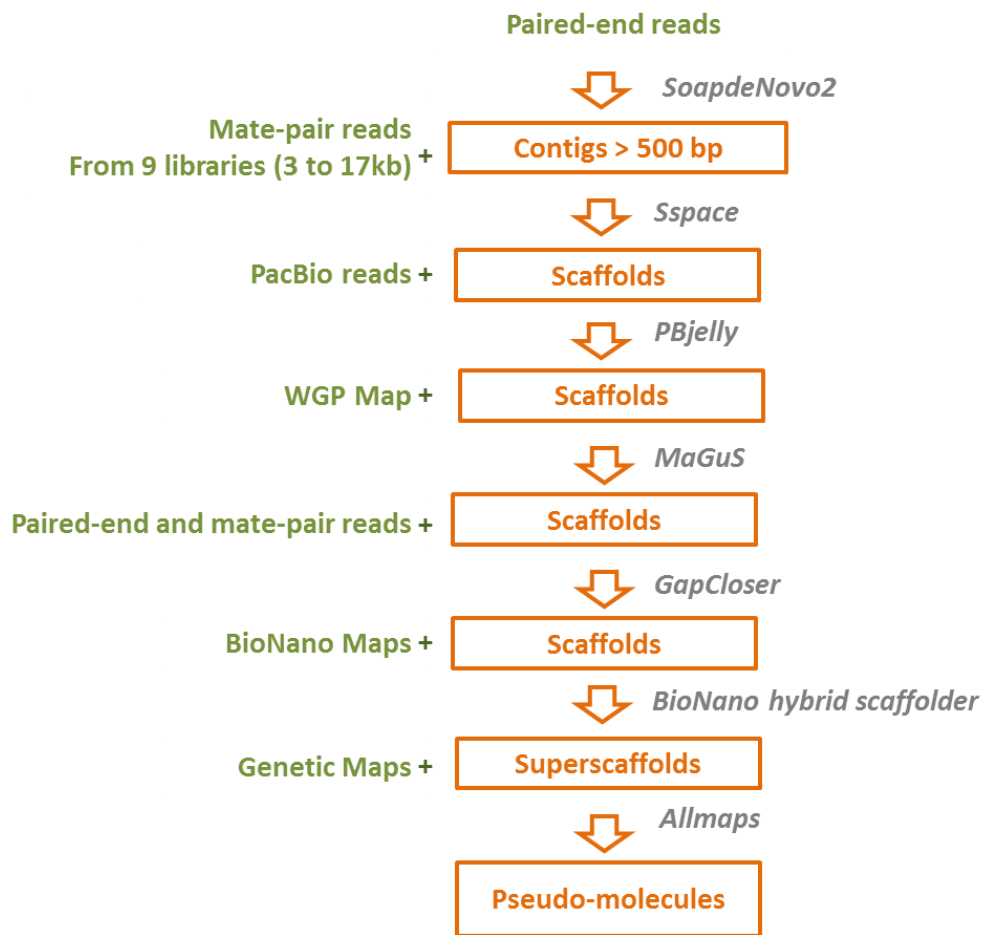 Paired-end reads
SoapdeNovo2
Mate-pair reads
From 9 libraries (3 to 17kb) +
Contigs > 500 bp
Sspace
PacBio reads +
Scaffolds
PBjelly
WGP Map +
Scaffolds
MaGuS
Paired-end and mate-pair reads +
Scaffolds
GapCloser
BioNano Maps +
Scaffolds
BioNano hybrid scaffolder
Genetic Maps +
Superscaffolds
Allmaps
Pseudo-molecules